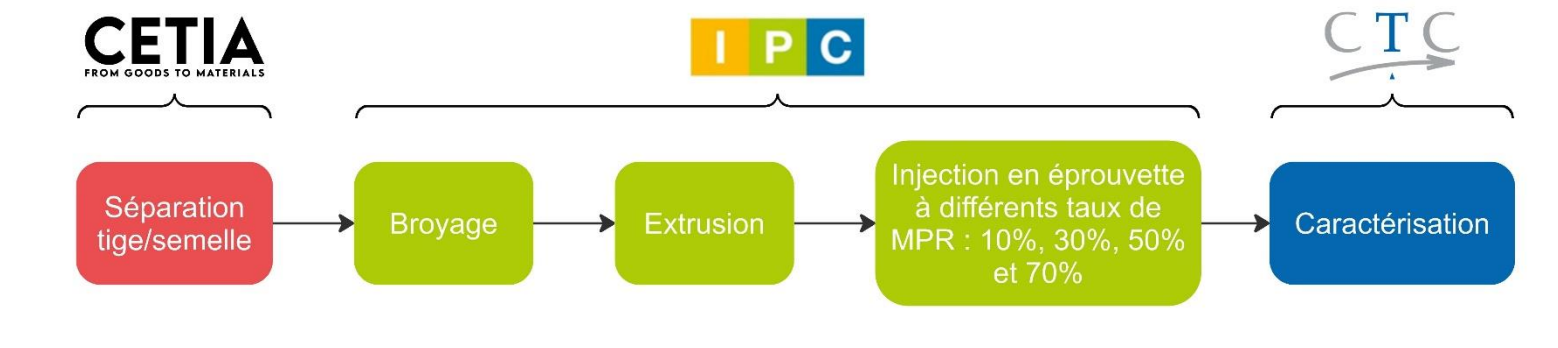 CETIA
FROM GOODS TO MATERIALS
I P C
CTC
Séparation
tige/semelle
Broyage
Extrusion
Injection en éprouvette
à différents taux de
MPR : 10%, 30%, 50%
et 70%
Caractérisation